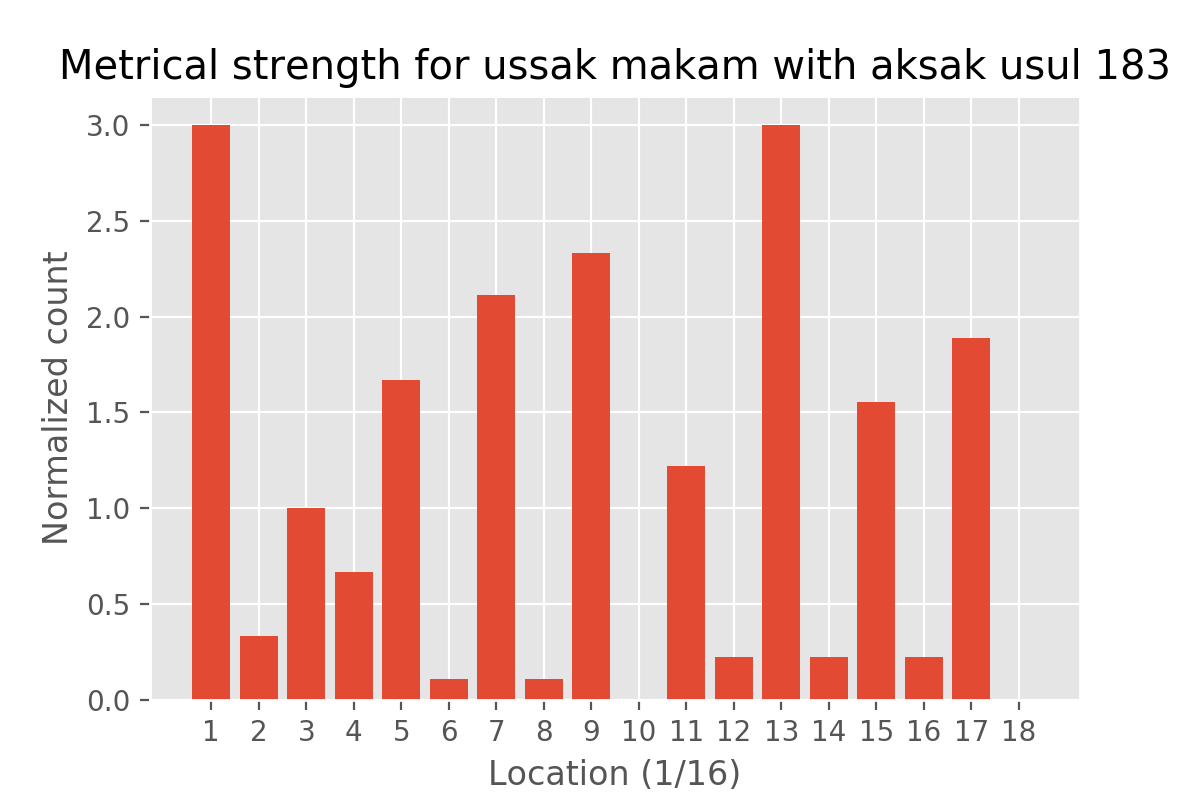 Metrical strength for ussak makam with aksak usul 183
Normalized count
3.0
2.5
2.0
1.5
1.0
0.5
0.0
1 2 3 4 5 6 7 8 9 10 11 12 13 14 15 16 17 18
Location (1/16)